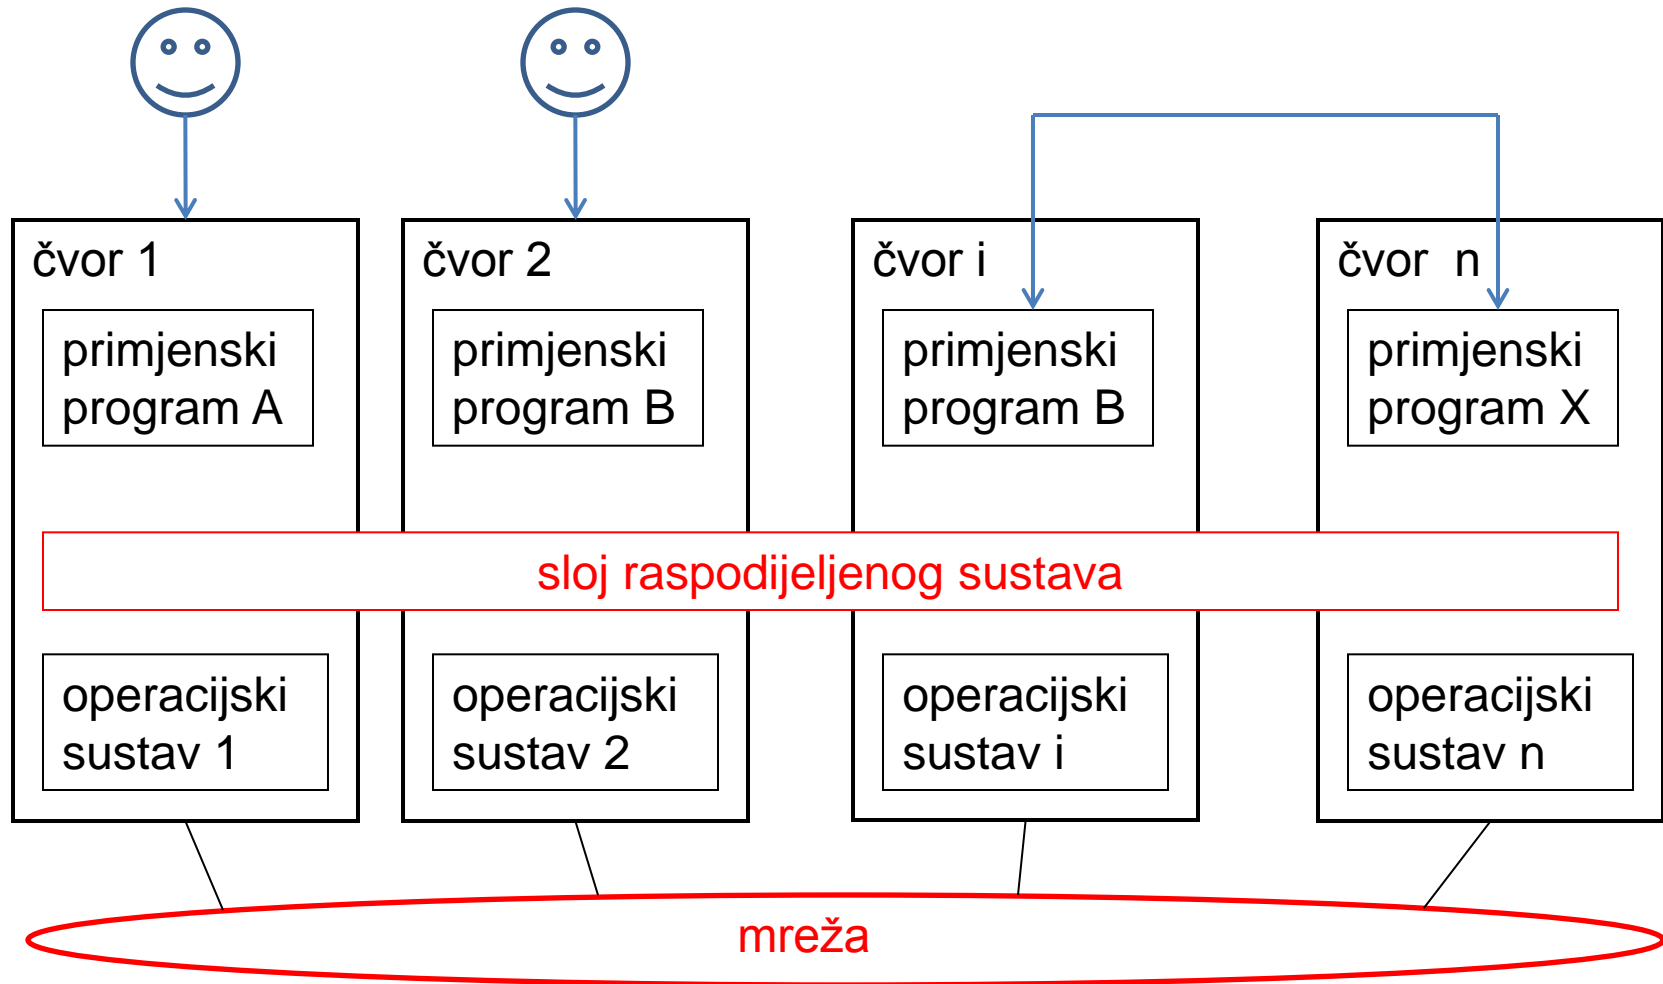 čvor 1
primjenski
program A
operacijski
sustav 1
čvor 2
primjenski
program B
operacijski
sustav 2
čvor i
primjenski
program B
operacijski
sustav i
čvor n
primjenski
program X
operacijski
sustav n
sloj raspodijeljenog sustava
mreža